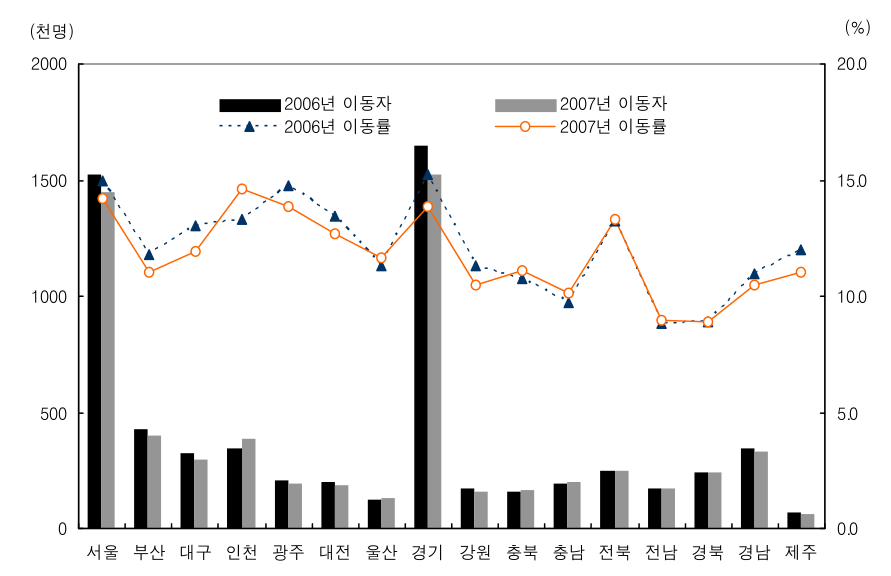 (천명) (%)
2000 20.0
2006년 이동자 2007년 이동자
2006년 이동률 2007년 이동률
1500 15.0
1000 10.0
500 5.0
0 0.0
서울 부산 대구 인천 광주 대전 울산 경기 강원 충북 충남 전북 전남 경북 경남 제주